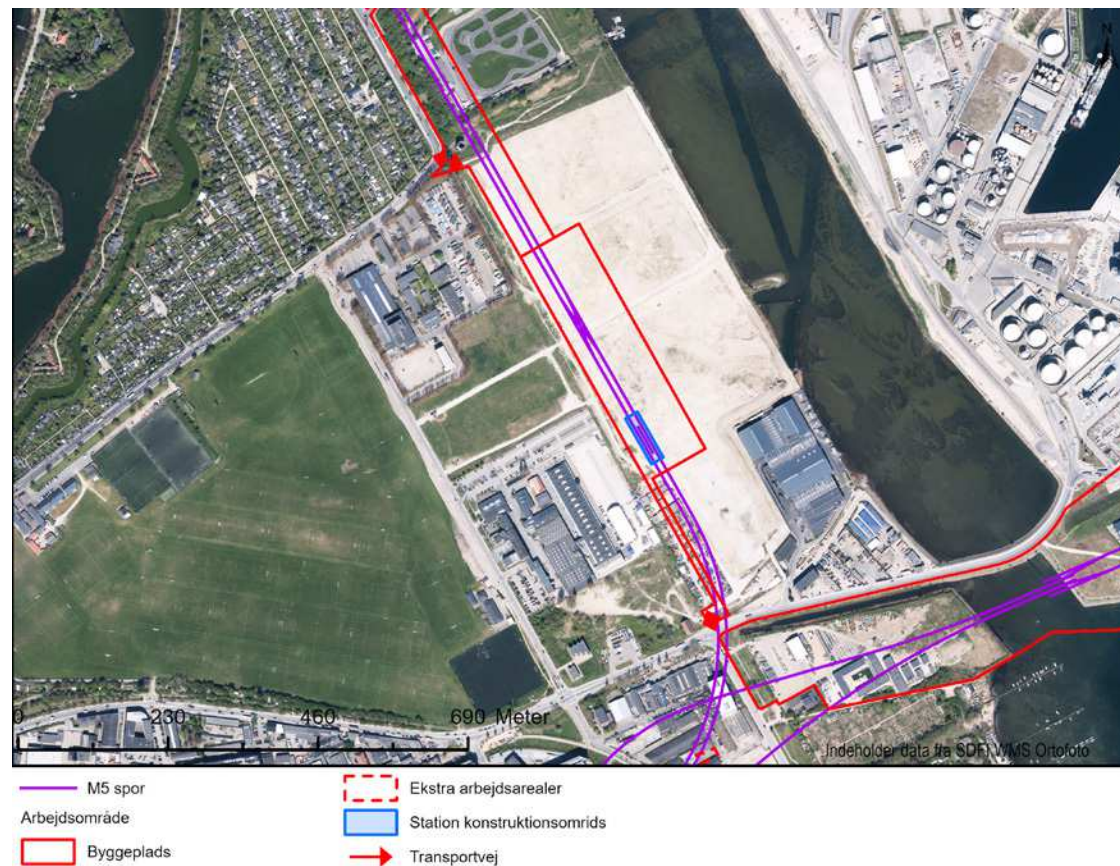 N
0 230 460 690 Meter
Indeholder data fra SDFI WMS Ortofoto
M5 spor
Arbejdsområde
Byggeplads
Ekstra arbejdsarealer
Station konstruktionsomrids
Transportvej